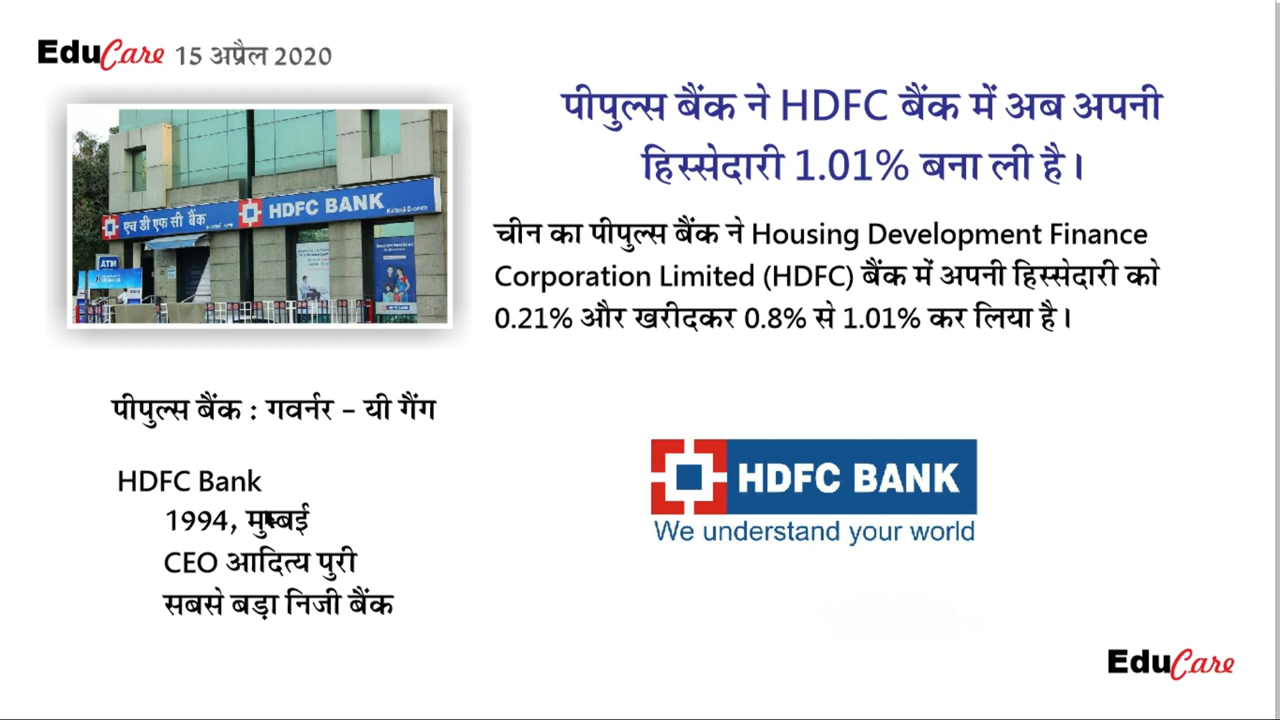 EduCare 15 अप्रैल 2020
पीपुल्स बैंक ने HDFC बैंक में अब अपनी
हिस्सेदारी 1.01% बना ली है।
एच डी एफ सी बैंक
HDFC BANK
ATM
चीन का पीपुल्स बैंक ने Housing Development Finance
Corporation Limited (HDFC) बैंक में अपनी हिस्सेदारी को
0.21% और खरीदकर 0.8% से 1.01% कर लिया है।
पीपुल्स बैंक : गवर्नर – यी गैंग
HDFC Bank
1994, मुम्बई
CEO आदित्य पुरी
सबसे बड़ा निजी बैंक
HDFC BANK
We understand your world
EduCare